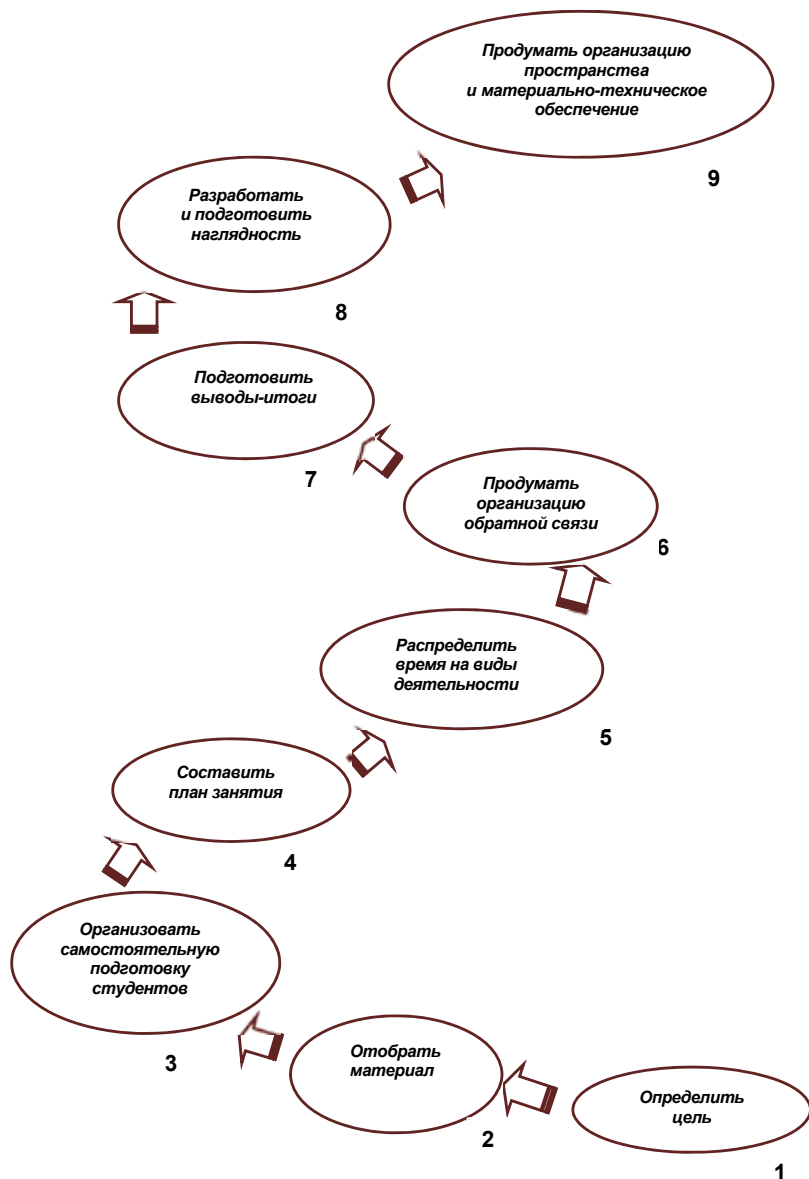 Продумать организацию
пространства
и материально-техническое
обеспечение
9
Разработать
и подготовить
наглядность
8
Подготовить
выводы-итоги
7
Продумать
организацию
обратной связи
6
Распределить
время на виды
деятельности
5
Составить
план занятия
4
Организовать
самостоятельную
подготовку
студентов
3
Отобрать
материал
2
Определить
цель
1